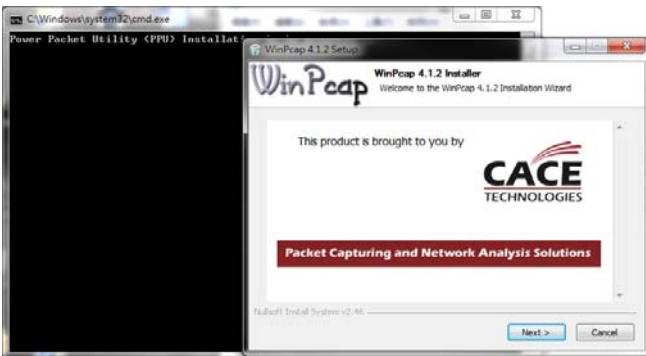 C:\Windows\system32\cmd.exe
Power Packet Utility (PPU)
WinPcap 4.1.2 Setup
WinPcap
WinPcap 4.1.2 Installer
Welcome to the WinPcap 4.1.2 Installation Wizard
This product is brought to you by
CACE
TECHNOLOGIES
Packet Capturing and Network Analysis Solutions
Nullsoft Install System v2.46
Next >
Cancel